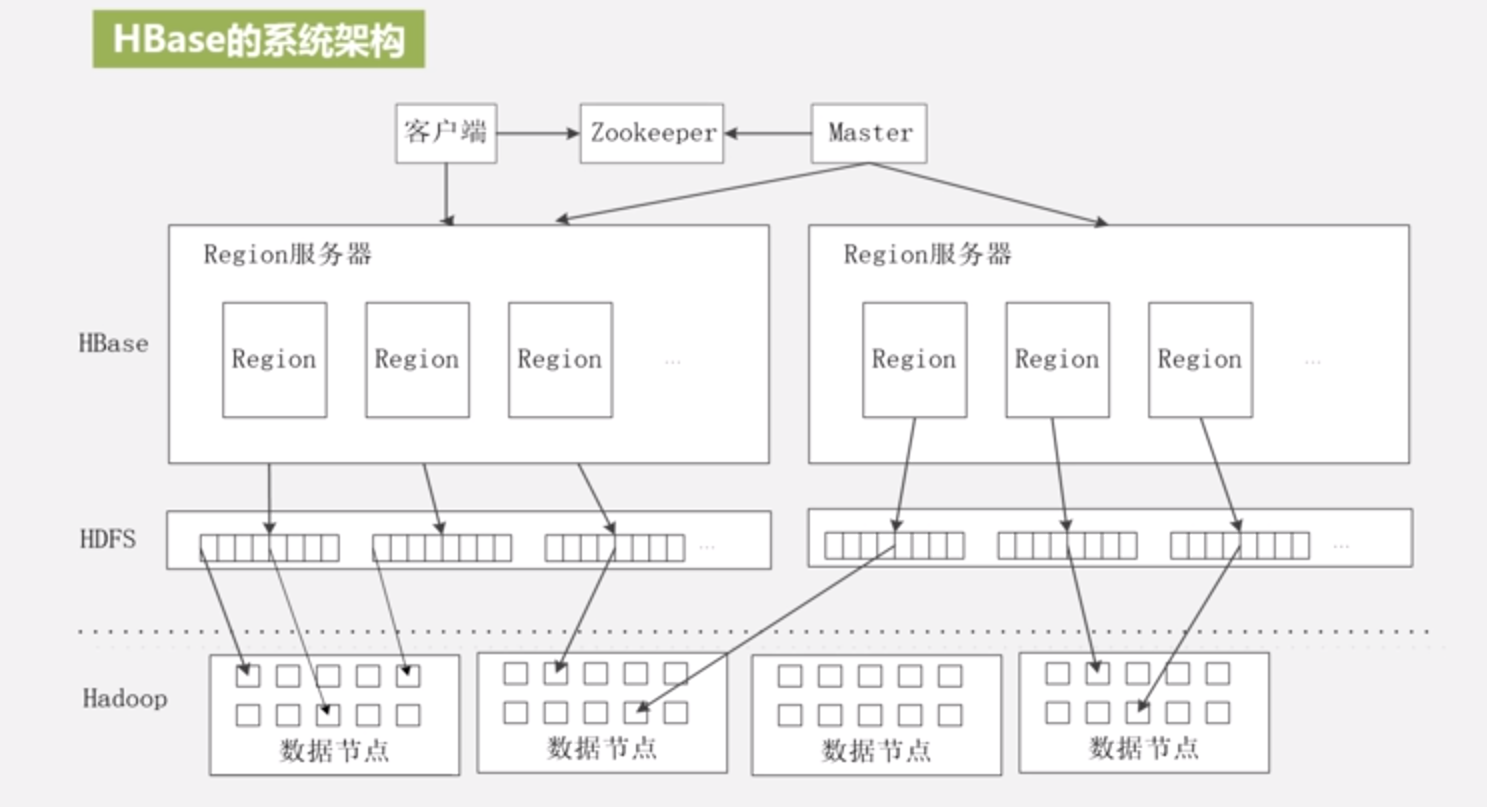 HBase的系统架构
客户端
Zookeeper
Master
Region服务器
Region服务器
HBase
Region
Region
Region
...
Region
Region
Region
...
HDFS
...
...
Hadoop
数据节点
数据节点
数据节点
数据节点